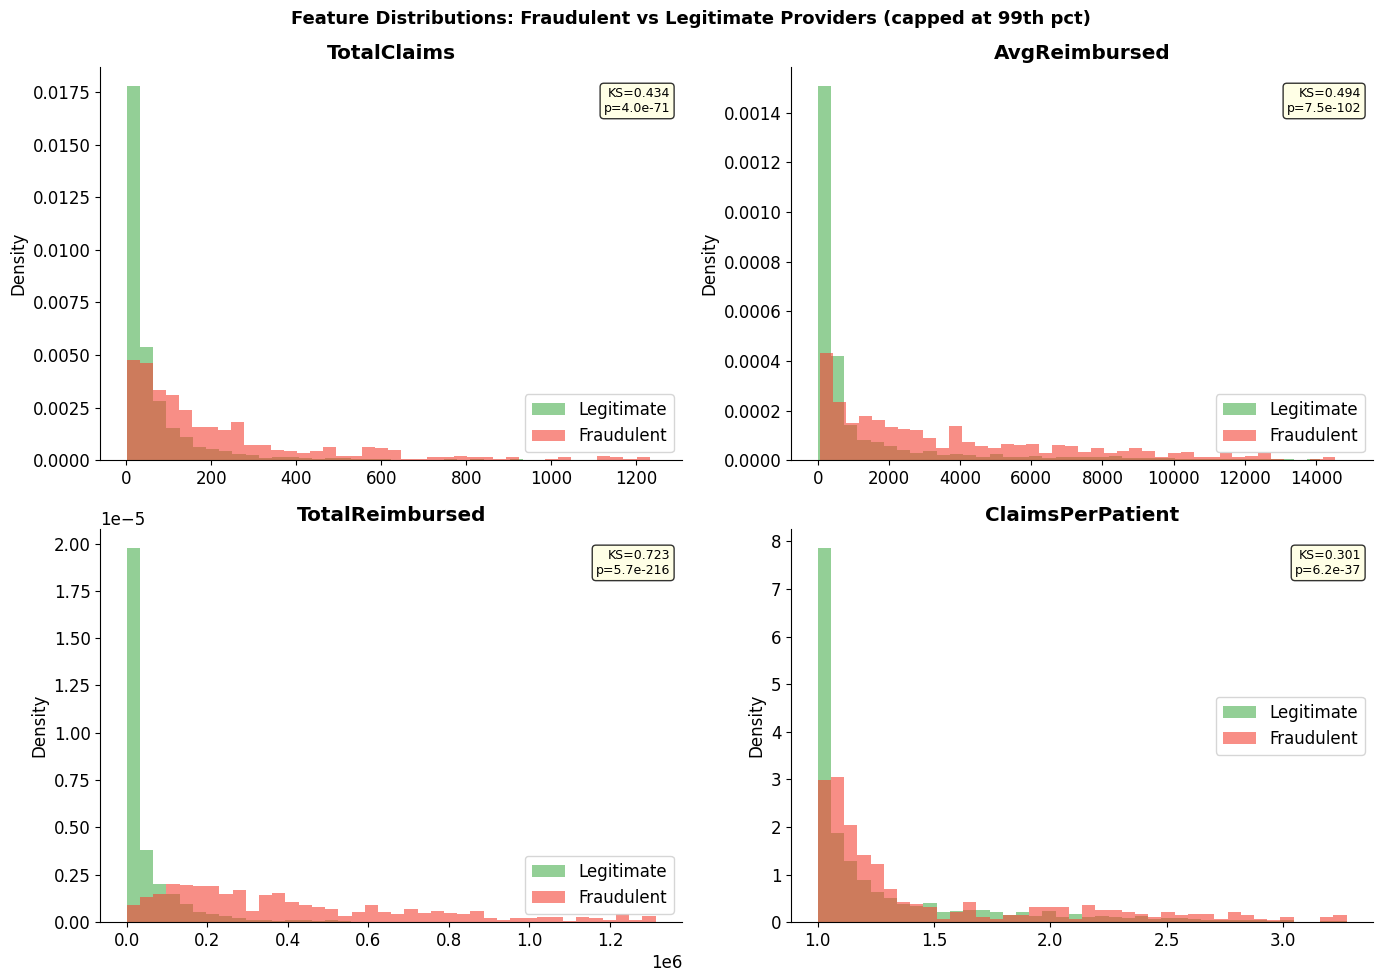 Feature Distributions: Fraudulent vs Legitimate Providers (capped at 99th pct)
TotalClaims
Density
0.0175
0.0150
0.0125
0.0100
0.0075
0.0050
0.0025
0.0000
KS=0.434
p=4.0e-71
Legitimate
Fraudulent
0 200 400 600 800 1000 1200
AvgReimbursed
Density
0.0014
0.0012
0.0010
0.0008
0.0006
0.0004
0.0002
0.0000
KS=0.494
p=7.5e-102
Legitimate
Fraudulent
0 2000 4000 6000 8000 10000 12000 14000
TotalReimbursed
1e−5
Density
2.00
1.75
1.50
1.25
1.00
0.75
0.50
0.25
0.00
KS=0.723
p=5.7e-216
Legitimate
Fraudulent
0.0 0.2 0.4 0.6 0.8 1.0 1.2
1e6
ClaimsPerPatient
Density
8
7
6
5
4
3
2
1
0
KS=0.301
p=6.2e-37
Legitimate
Fraudulent
1.0 1.5 2.0 2.5 3.0